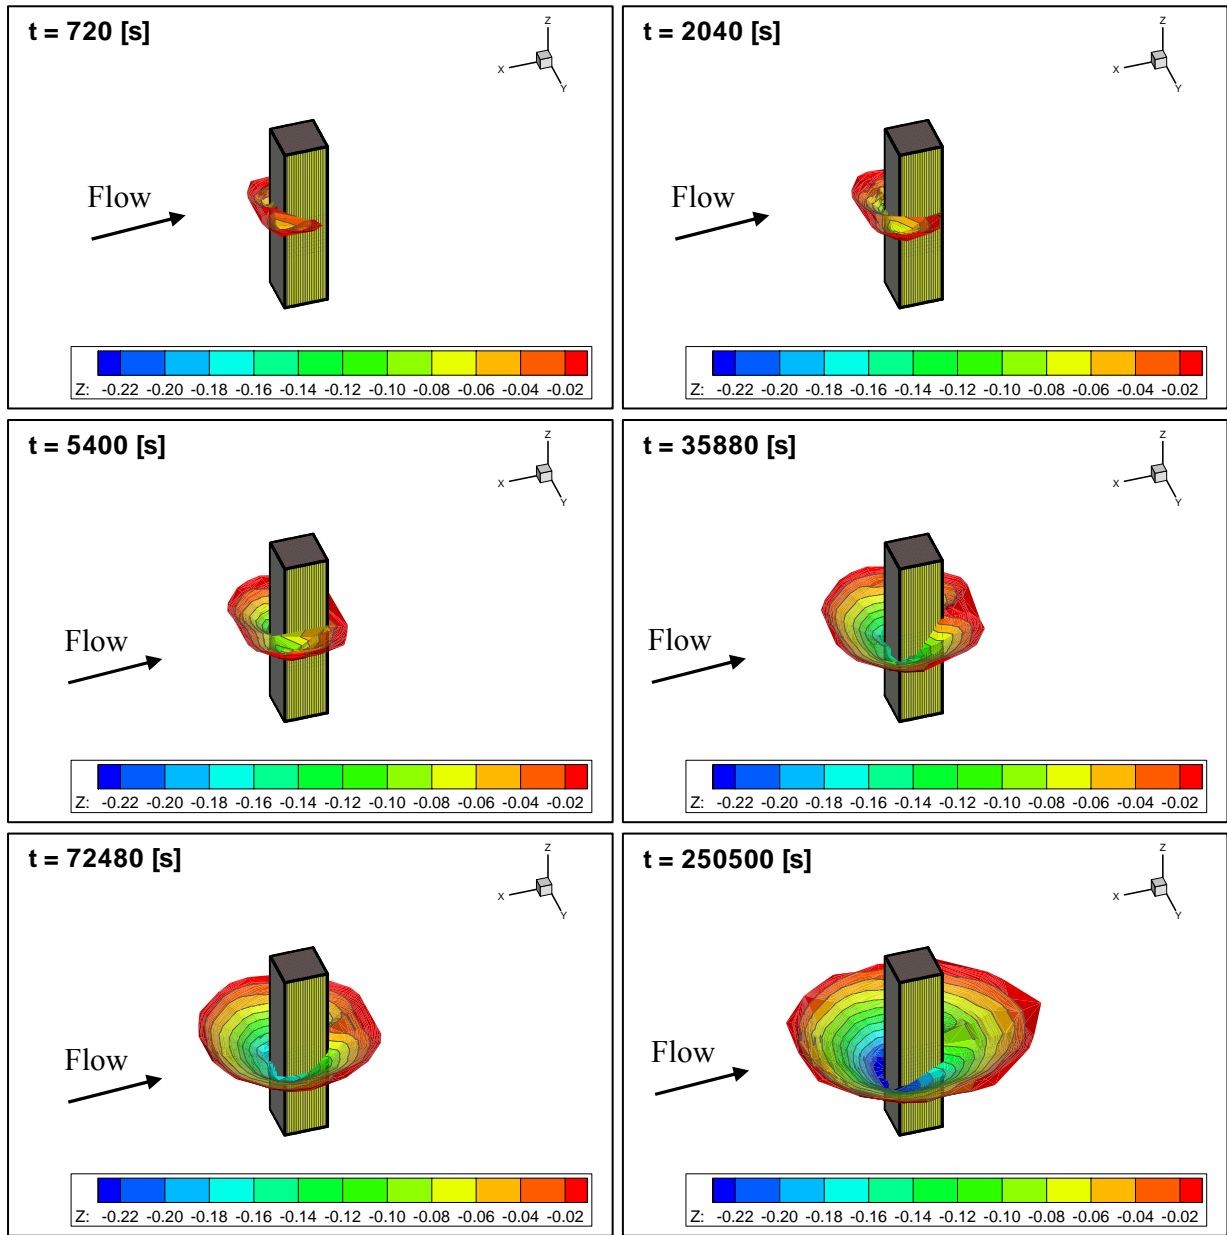 t = 720 [s]
Z
X
Y
Flow
Z: -0.22 -0.20 -0.18 -0.16 -0.14 -0.12 -0.10 -0.08 -0.06 -0.04 -0.02
t = 2040 [s]
Z
X
Y
Flow
Z: -0.22 -0.20 -0.18 -0.16 -0.14 -0.12 -0.10 -0.08 -0.06 -0.04 -0.02
t = 5400 [s]
Z
X
Y
Flow
Z: -0.22 -0.20 -0.18 -0.16 -0.14 -0.12 -0.10 -0.08 -0.06 -0.04 -0.02
t = 35880 [s]
Z
X
Y
Flow
Z: -0.22 -0.20 -0.18 -0.16 -0.14 -0.12 -0.10 -0.08 -0.06 -0.04 -0.02
t = 72480 [s]
Z
X
Y
Flow
Z: -0.22 -0.20 -0.18 -0.16 -0.14 -0.12 -0.10 -0.08 -0.06 -0.04 -0.02
t = 250500 [s]
Z
X
Y
Flow
Z: -0.22 -0.20 -0.18 -0.16 -0.14 -0.12 -0.10 -0.08 -0.06 -0.04 -0.02